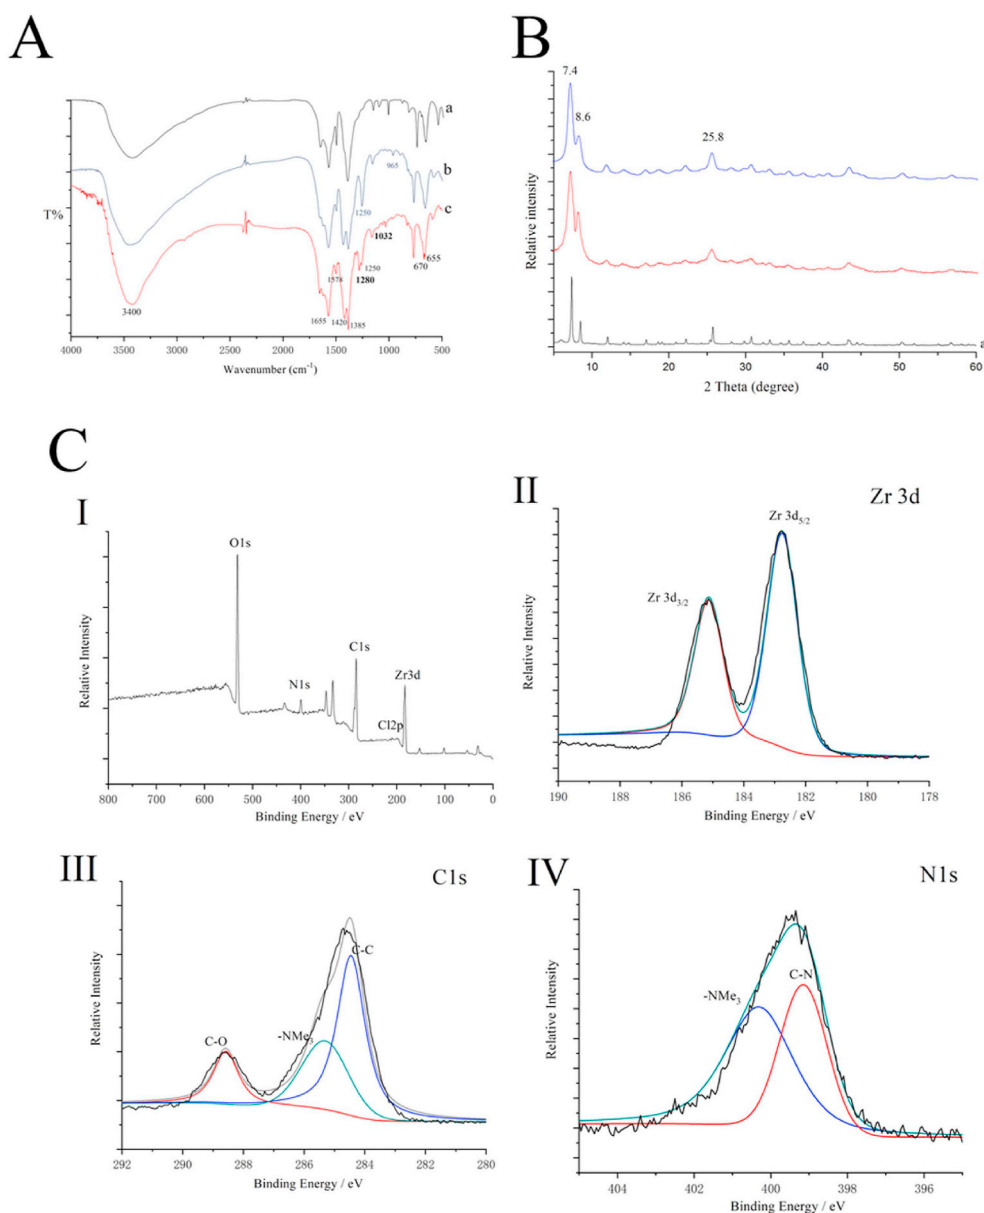 A
a
b
965
c
T%
1250
1032
3400
1578
1250
1280
670
655
1655
1420
1385
4000 3500 3000 2500 2000 1500 1000 500
Wavenumber (cm⁻¹)
B
7.4
8.6
25.8
Relative intensity
a
10 20 30 40 50 60
2 Theta (degree)
C
I
O1s
C1s
N1s
Zr3d
Cl2p
Relative Intensity
800 700 600 500 400 300 200 100 0
Binding Energy / eV
II
Zr 3d
Zr 3d₅/₂
Zr 3d₃/₂
Relative Intensity
190 188 186 184 182 180 178
Binding Energy / eV
III
C1s
C-C
C-O
-NMe₃
Relative Intensity
292 290 288 286 284 282 280
Binding Energy / eV
IV
N1s
C-N
-NMe₃
Relative Intensity
404 402 400 398 396
Binding Energy / eV